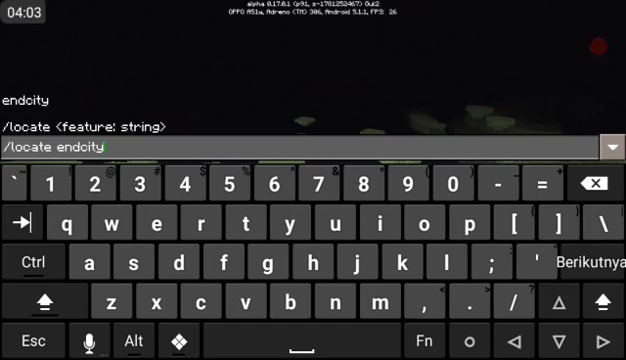 04:03
alpha 0.17.0.1 (p91, s-1781252467) Gui2
OPPO A51w, Adreno (TM) 306, Android 5.1.1, FPS: 26
endcity
/locate <feature: string>
/locate endcity
` 1 2 3 4 5 6 7 8 9 0 - =
q w e r t y u i o p [ ] \
Ctrl a s d f g h j k l ; ' Berikutnya
z x c v b n m , . /
Esc Alt Fn